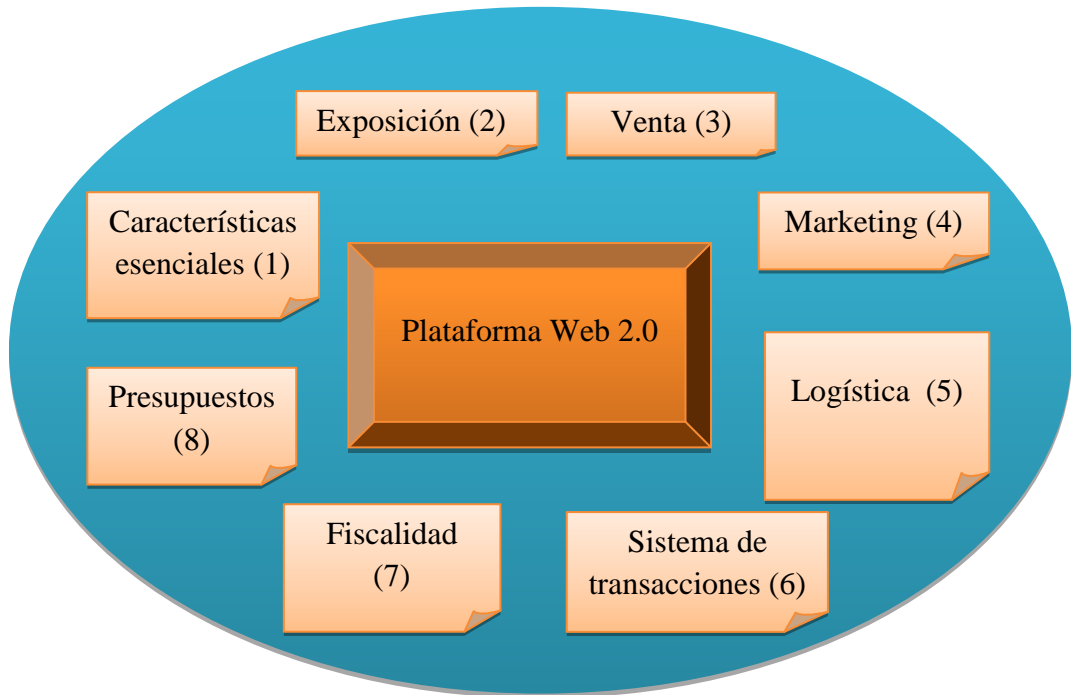 Exposición (2)
Venta (3)
Características
esenciales (1)
Marketing (4)
Plataforma Web 2.0
Logística (5)
Presupuestos
(8)
Fiscalidad
(7)
Sistema de
transacciones (6)